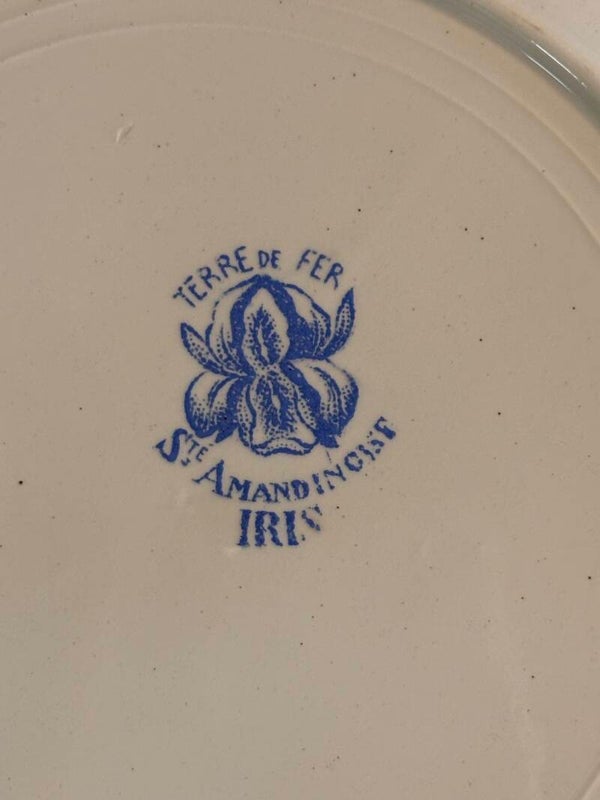 TERRE DE FER
STE AMANDINOISE
IRIS